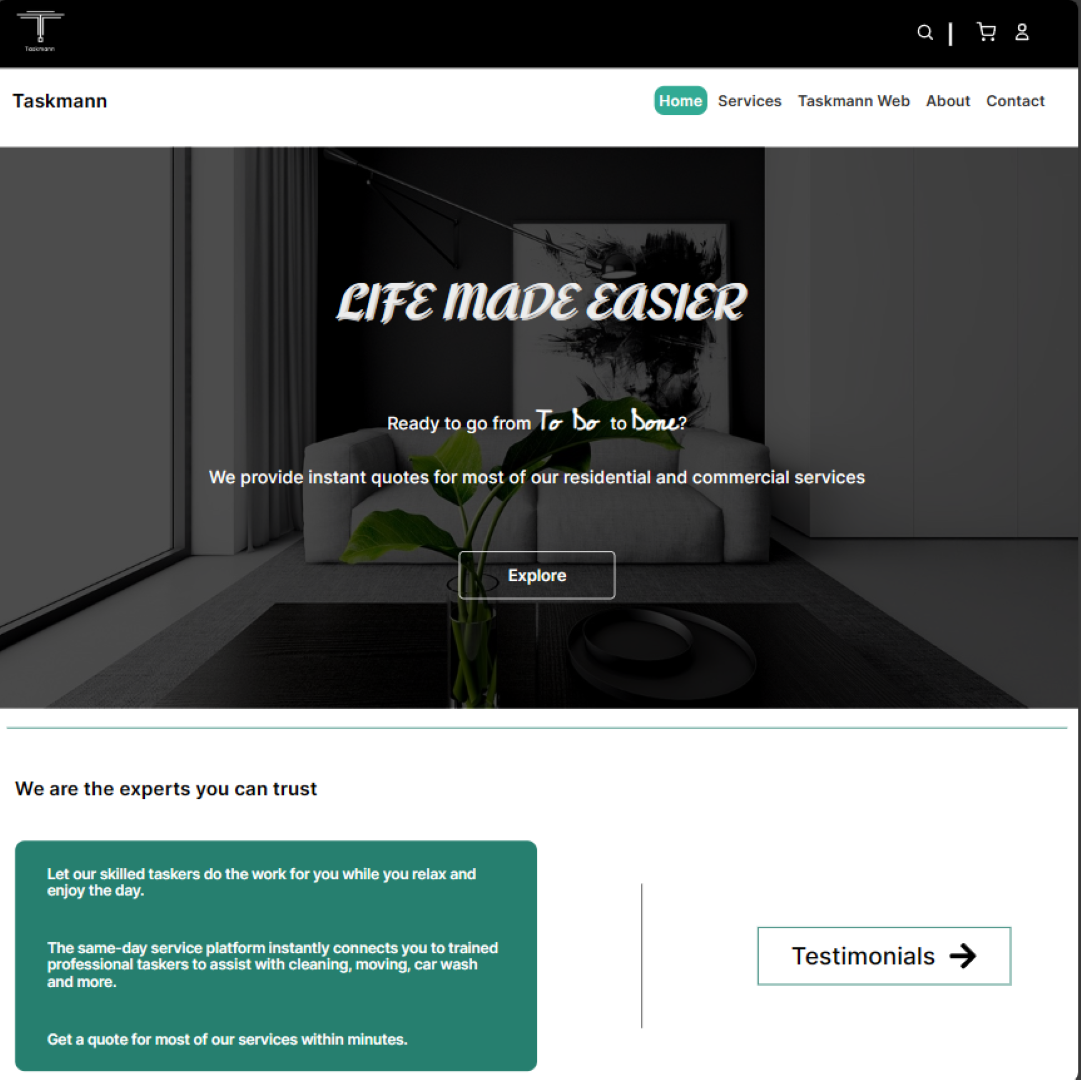 Taskmann
Taskmann
Home Services Taskmann Web About Contact
LIFE MADE EASIER
Ready to go from To Do to Done?
We provide instant quotes for most of our residential and commercial services
Explore
We are the experts you can trust
Let our skilled taskers do the work for you while you relax and
enjoy the day.
The same-day service platform instantly connects you to trained
professional taskers to assist with cleaning, moving, car wash
and more.
Get a quote for most of our services within minutes.
Testimonials